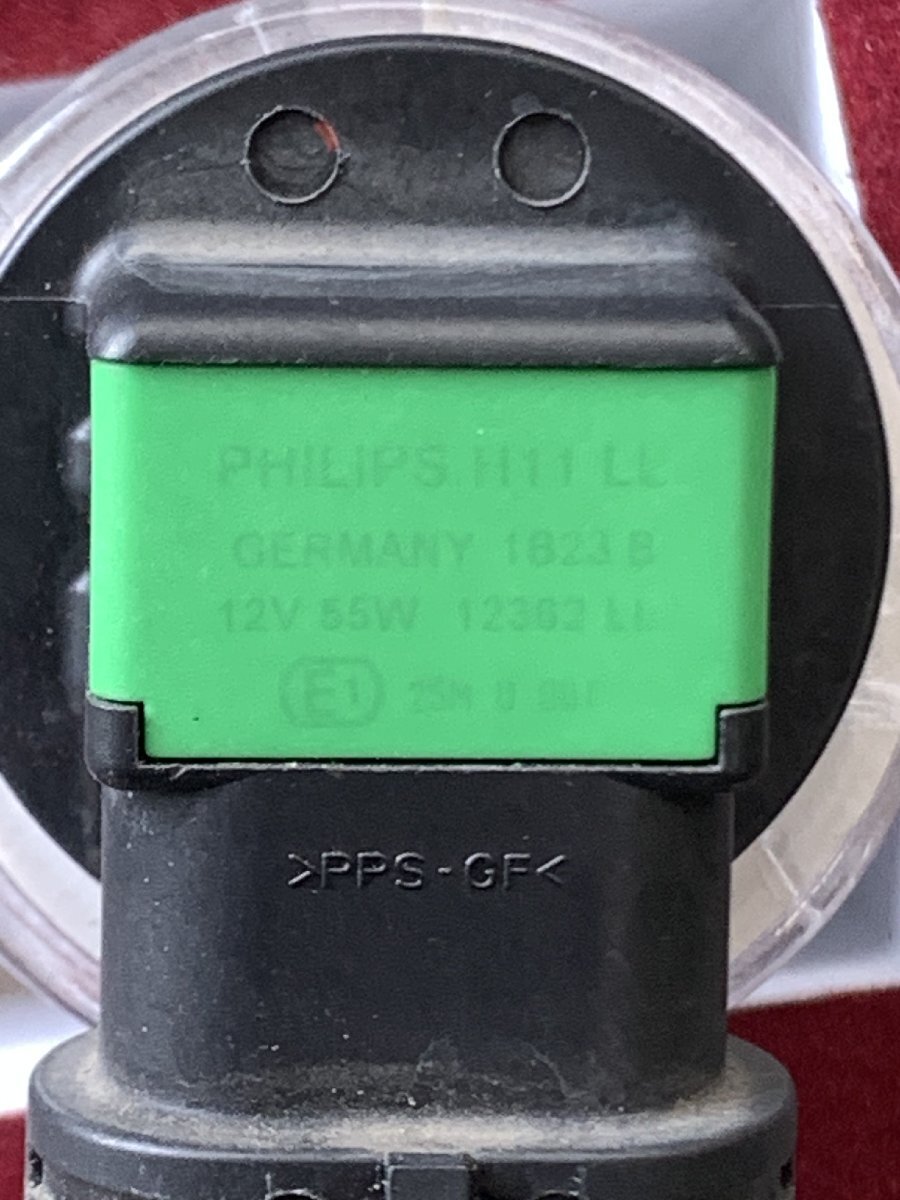 PHILIPS H11 LL
GERMANY 1823 B
12V 55W 12362 LL
E1
>PPS-GF<